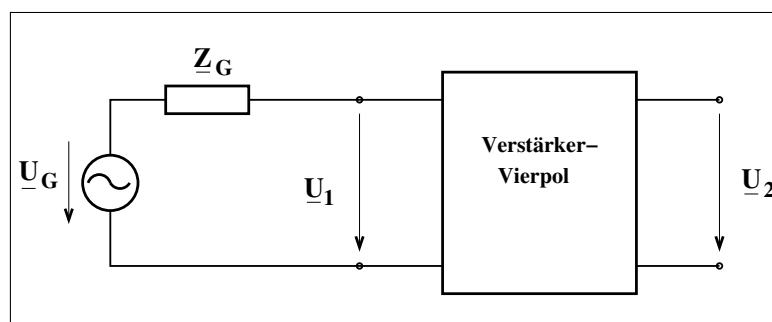 Z_G
U_G
U_1
Verstärker–
Vierpol
U_2